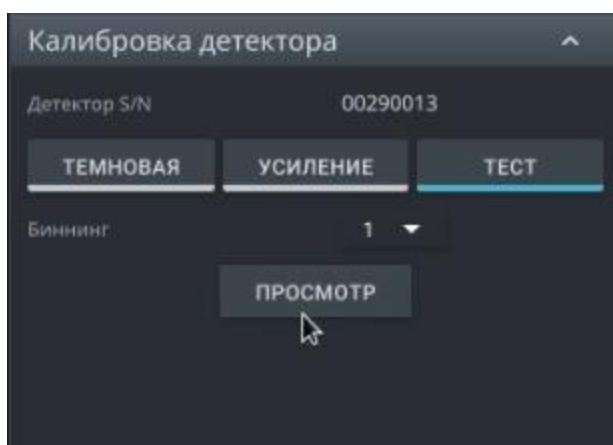 Калибровка детектора
Детектор S/N 00290013
ТЕМНОВАЯ УСИЛЕНИЕ ТЕСТ
Биннинг 1
ПРОСМОТР